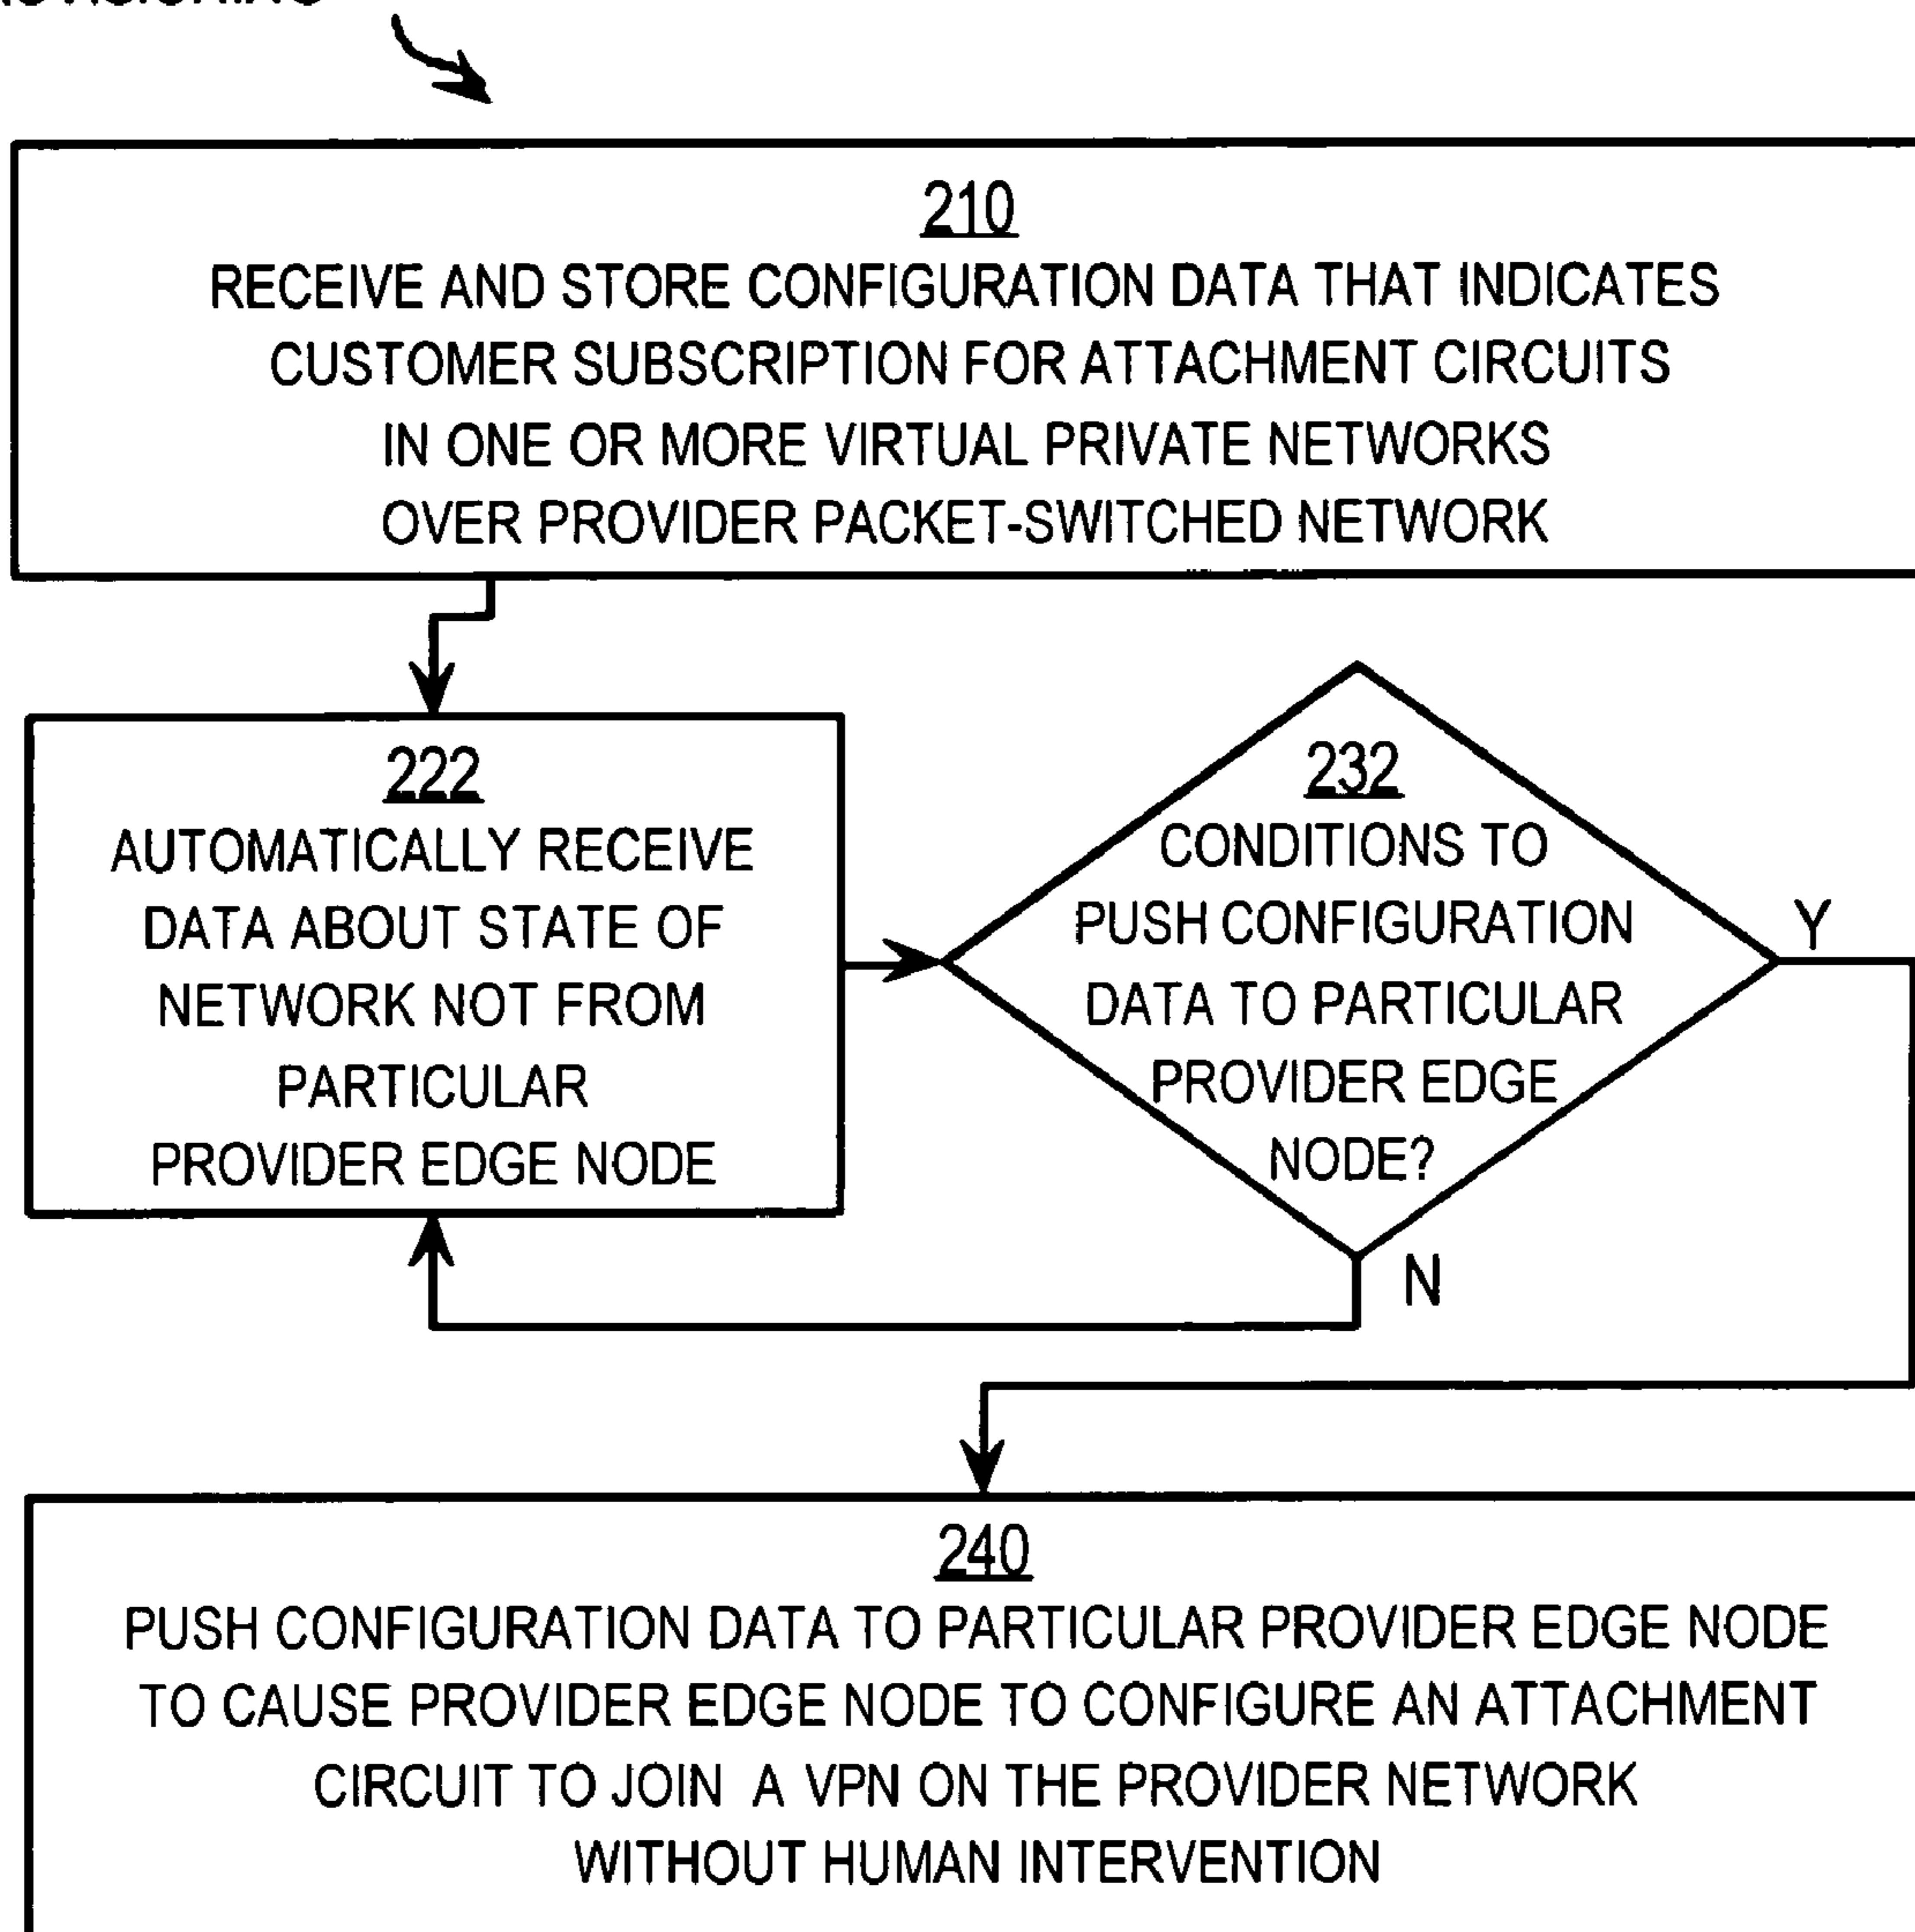 210
RECEIVE AND STORE CONFIGURATION DATA THAT INDICATES
CUSTOMER SUBSCRIPTION FOR ATTACHMENT CIRCUITS
IN ONE OR MORE VIRTUAL PRIVATE NETWORKS
OVER PROVIDER PACKET-SWITCHED NETWORK
222
AUTOMATICALLY RECEIVE
DATA ABOUT STATE OF
NETWORK NOT FROM
PARTICULAR
PROVIDER EDGE NODE
232
CONDITIONS TO
PUSH CONFIGURATION
DATA TO PARTICULAR
PROVIDER EDGE
NODE?
Y
N
240
PUSH CONFIGURATION DATA TO PARTICULAR PROVIDER EDGE NODE
TO CAUSE PROVIDER EDGE NODE TO CONFIGURE AN ATTACHMENT
CIRCUIT TO JOIN A VPN ON THE PROVIDER NETWORK
WITHOUT HUMAN INTERVENTION